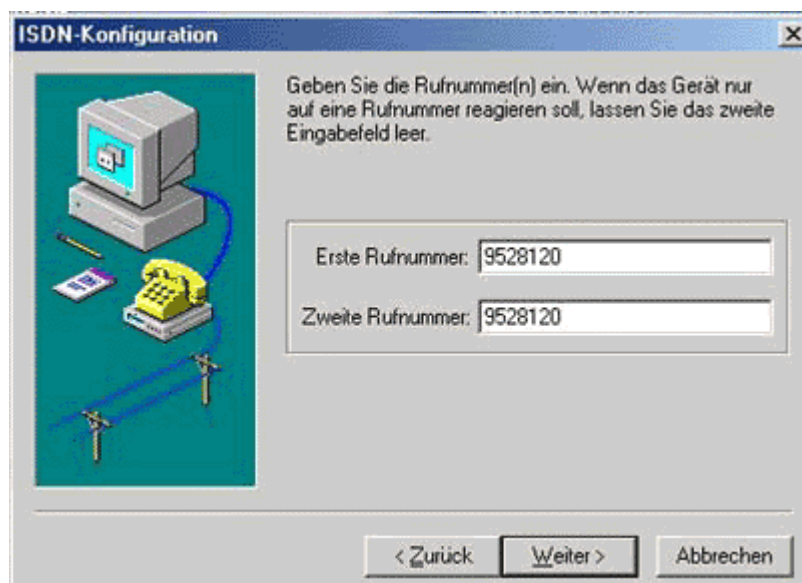 ISDN-Konfiguration
Geben Sie die Rufnummer(n) ein. Wenn das Gerät nur
auf eine Rufnummer reagieren soll, lassen Sie das zweite
Eingabefeld leer.
Erste Rufnummer: 9528120
Zweite Rufnummer: 9528120
< Zurück Weiter > Abbrechen